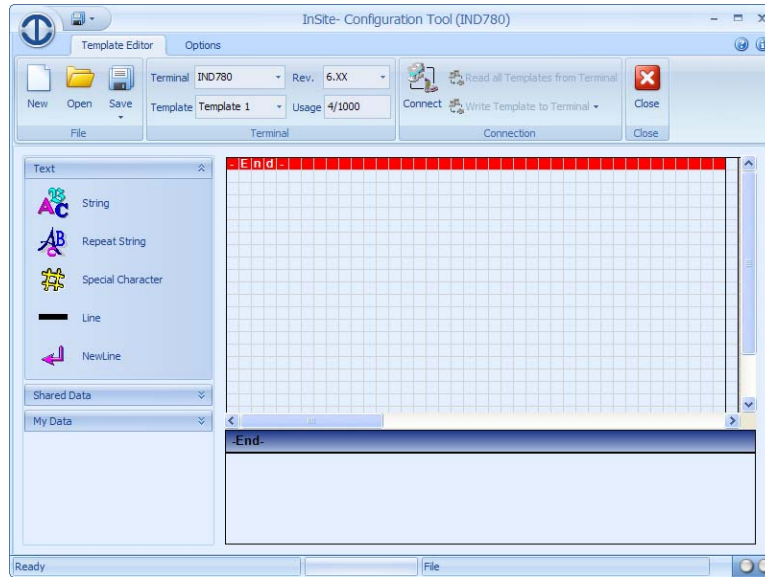 InSite- Configuration Tool (IND780)
Template Editor Options
Terminal IND780 Rev. 6.XX
Read all Templates from Terminal
New Open Save
Template Template 1 Usage 4/1000
Connect
Write Template to Terminal
Close
File Terminal Connection Close
Text
-End-
String
Repeat String
Special Character
Line
NewLine
Shared Data
My Data
-End-
Ready File